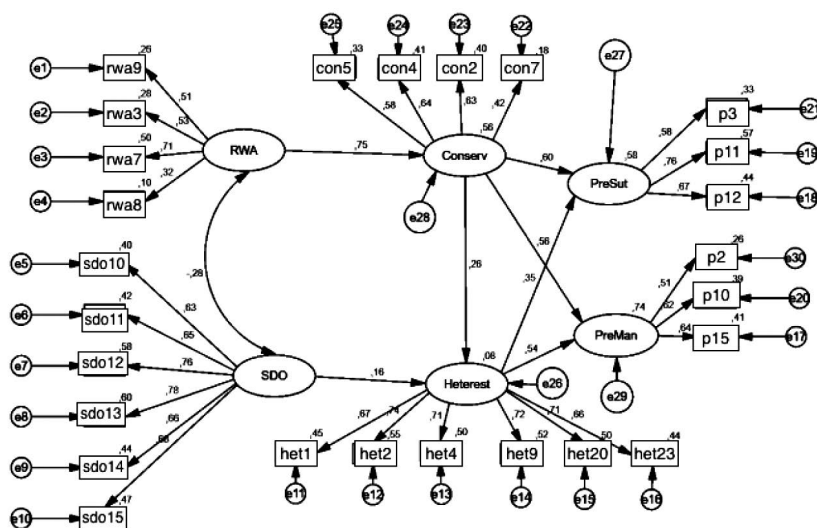 e25 e24 e23 e22
,33 ,41 ,40 ,18
con5 con4 con2 con7
,58 ,64 ,63 ,42
e1 rwa9 ,26
,51
e2 rwa3 ,28
,53
e3 rwa7 ,50
,71
e4 rwa8 ,10
,32
RWA
,75
Conserv ,56
e28
e27
,60
PreSut ,58
,58 p3 ,33 e21
,76 p11 ,57 e19
,67 p12 ,44 e18
-,28
,26
,35
,56
e5 sdo10 ,40
,63
e6 sdo11 ,42
,65
e7 sdo12 ,58
,76
e8 sdo13 ,60
,78
e9 sdo14 ,44
,66
e10 sdo15 ,47
SDO
,16
Heterest ,08
e26
,54
PreMan ,74
e29
,51 p2 ,26 e30
,62 p10 ,39 e20
,64 p15 ,41 e17
,67 ,74 ,71 ,72 ,71 ,66
,45 ,55 ,50 ,52 ,50 ,44
het1 het2 het4 het9 het20 het23
e11 e12 e13 e14 e15 e16